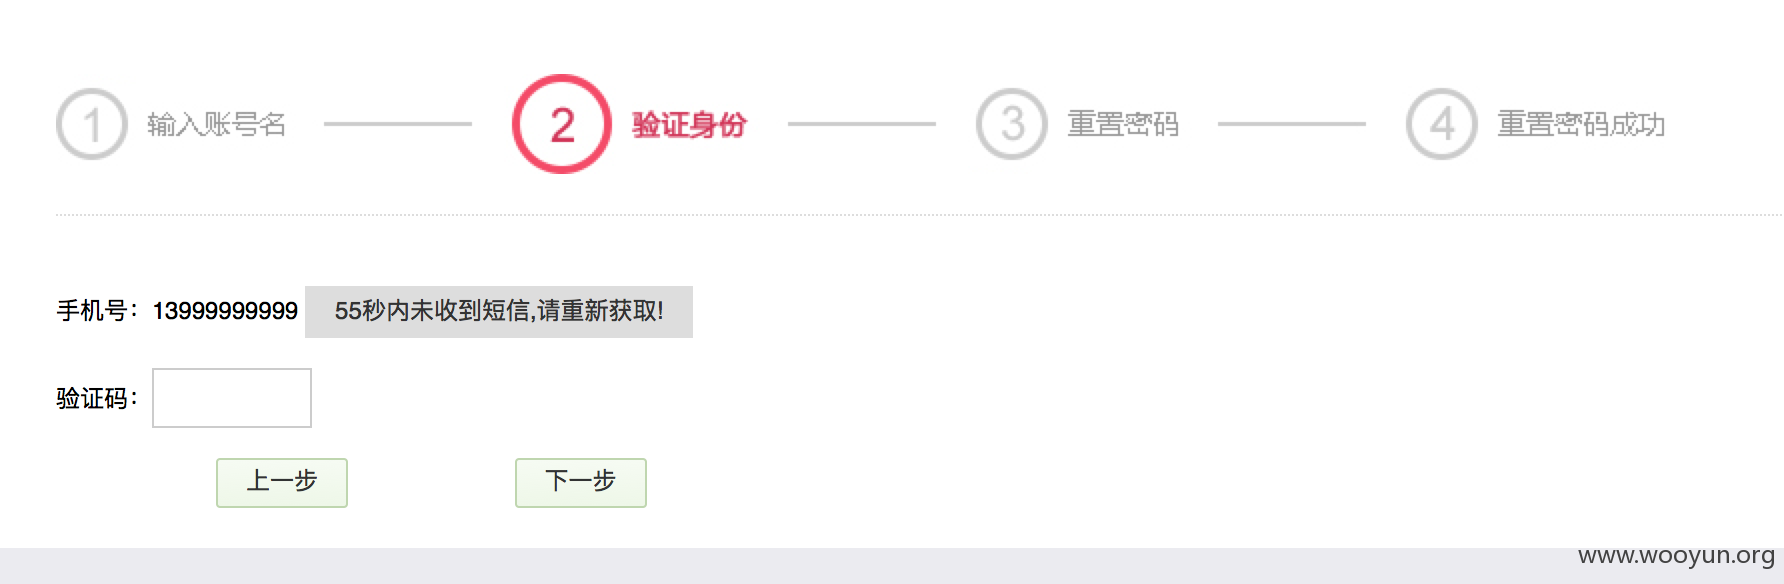 1 输入账号名 2 验证身份 3 重置密码 4 重置密码成功
手机号：13999999999 55秒内未收到短信,请重新获取!
验证码：
上一步 下一步
www.wooyun.org